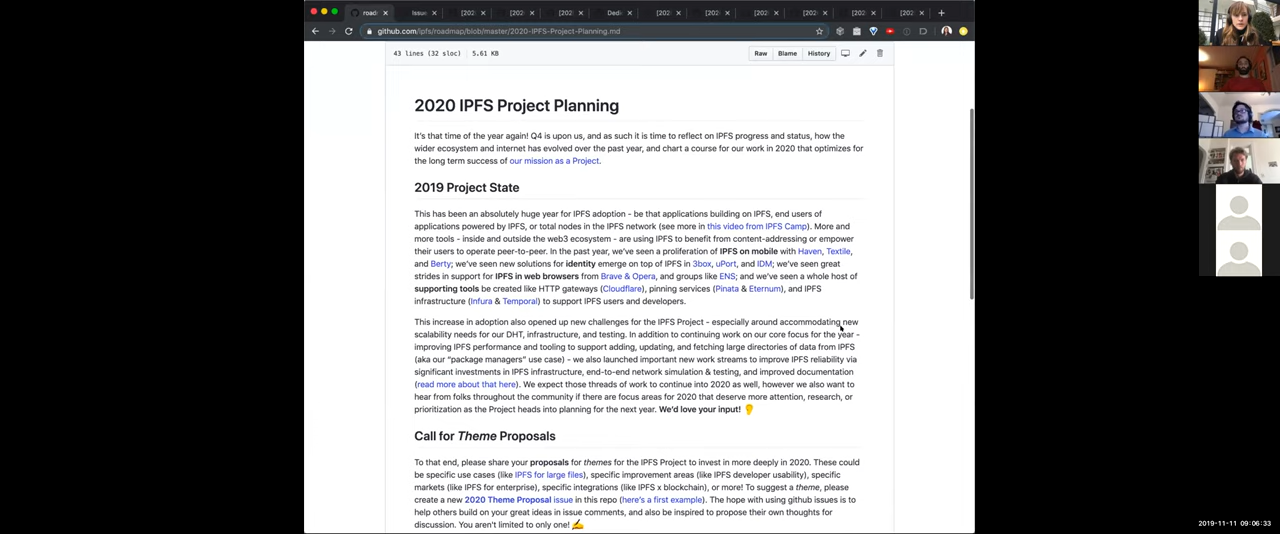 roadm
Issue
[202
[202
[202
Dedi
[202
[202
[202
[202
[202
[202
github.com/ipfs/roadmap/blob/master/2020-IPFS-Project-Planning.md
43 lines (32 sloc) 5.61 KB
Raw Blame History
2020 IPFS Project Planning
It's that time of the year again! Q4 is upon us, and as such it is time to reflect on IPFS progress and status, how the
wider ecosystem and internet has evolved over the past year, and chart a course for our work in 2020 that optimizes for
the long term success of our mission as a Project.
2019 Project State
This has been an absolutely huge year for IPFS adoption - be that applications building on IPFS, end users of
applications powered by IPFS, or total nodes in the IPFS network (see more in this video from IPFS Camp). More and
more tools - inside and outside the web3 ecosystem - are using IPFS to benefit from content-addressing or empower
their users to operate peer-to-peer. In the past year, we've seen a proliferation of IPFS on mobile with Haven, Textile,
and Berty; we've seen new solutions for identity emerge on top of IPFS in 3box, uPort, and IDM; we've seen great
strides in support for IPFS in web browsers from Brave & Opera, and groups like ENS; and we've seen a whole host of
supporting tools be created like HTTP gateways (Cloudflare), pinning services (Pinata & Eternum), and IPFS
infrastructure (Infura & Temporal) to support IPFS users and developers.
This increase in adoption also opened up new challenges for the IPFS Project - especially around accommodating new
scalability needs for our DHT, infrastructure, and testing. In addition to continuing work on our core focus for the year -
improving IPFS performance and tooling to support adding, updating, and fetching large directories of data from IPFS
(aka our "package managers" use case) - we also launched important new work streams to improve IPFS reliability via
significant investments in IPFS infrastructure, end-to-end network simulation & testing, and improved documentation
(read more about that here). We expect those threads of work to continue into 2020 as well, however we also want to
hear from folks throughout the community if there are focus areas for 2020 that deserve more attention, research, or
prioritization as the Project heads into planning for the next year. We'd love your input! 👂
Call for Theme Proposals
To that end, please share your proposals for themes for the IPFS Project to invest in more deeply in 2020. These could
be specific use cases (like IPFS for large files), specific improvement areas (like IPFS developer usability), specific
markets (like IPFS for enterprise), specific integrations (like IPFS x blockchain), or more! To suggest a theme, please
create a new 2020 Theme Proposal issue in this repo (here's a first example). The hope with using github issues is to
help others build on your great ideas in issue comments, and also be inspired to propose their own thoughts for
discussion. You aren't limited to only one! ✍️
2019-11-11 09:06:33